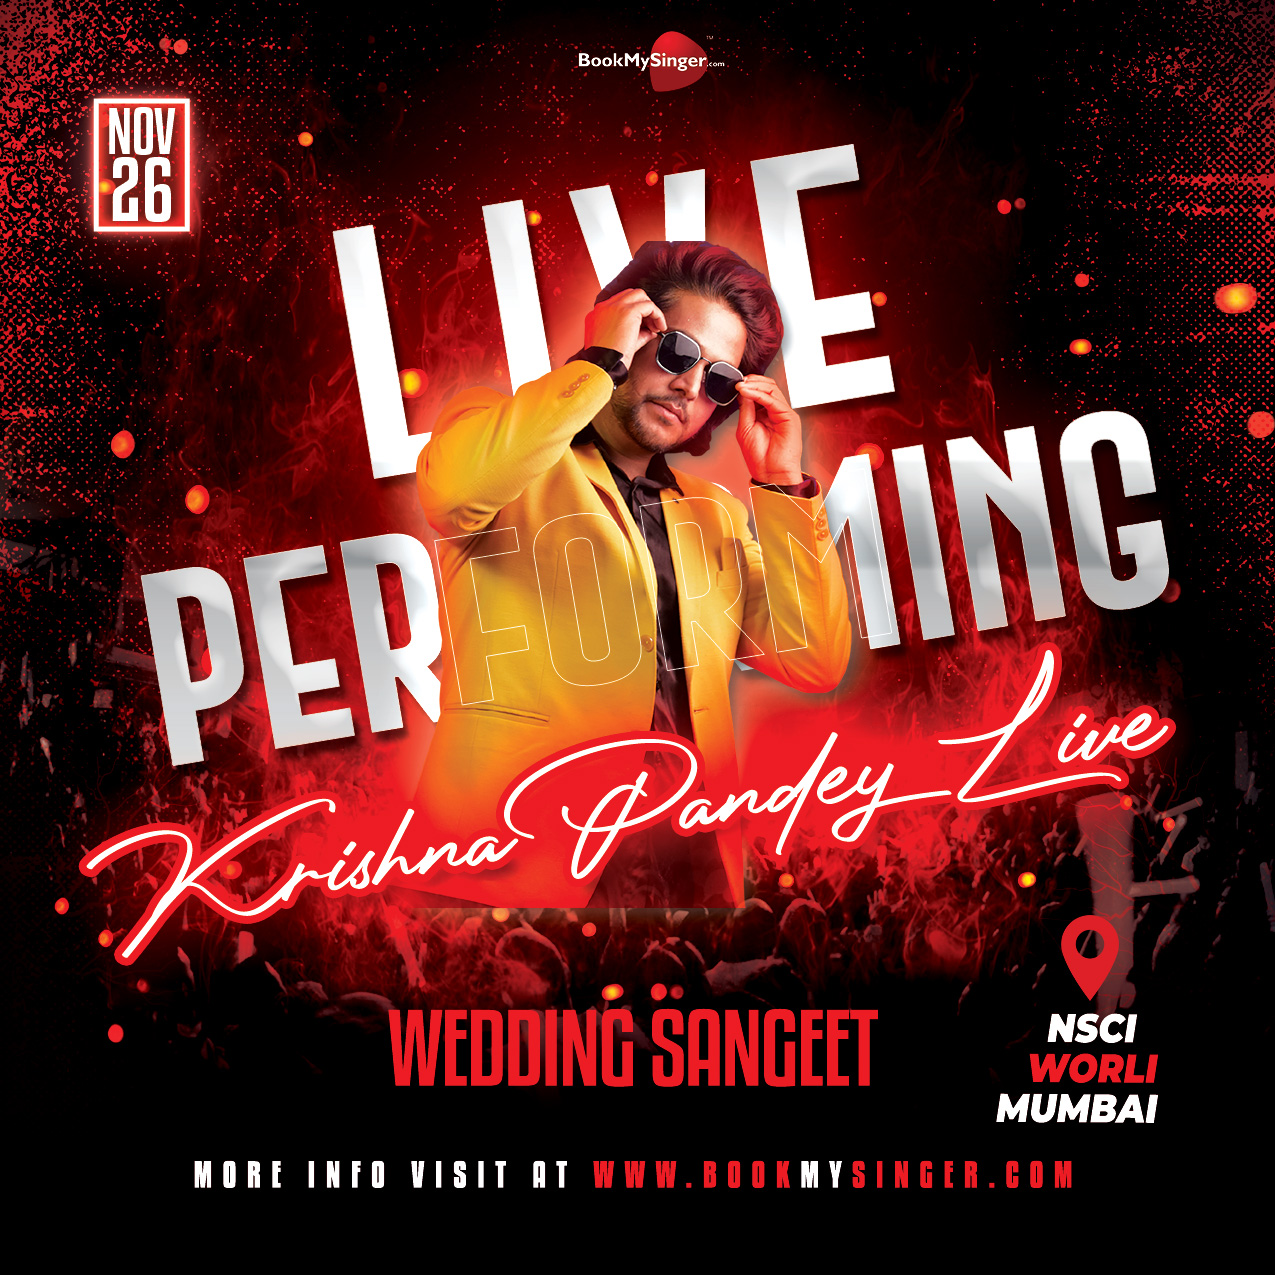 BookMySinger.com
TM
NOV
26
LIVE
PERFORMING
Krishna Pandey Live
WEDDING SANGEET
NSCI
WORLI
MUMBAI
MORE INFO VISIT AT WWW.BOOKMYSINGER.COM